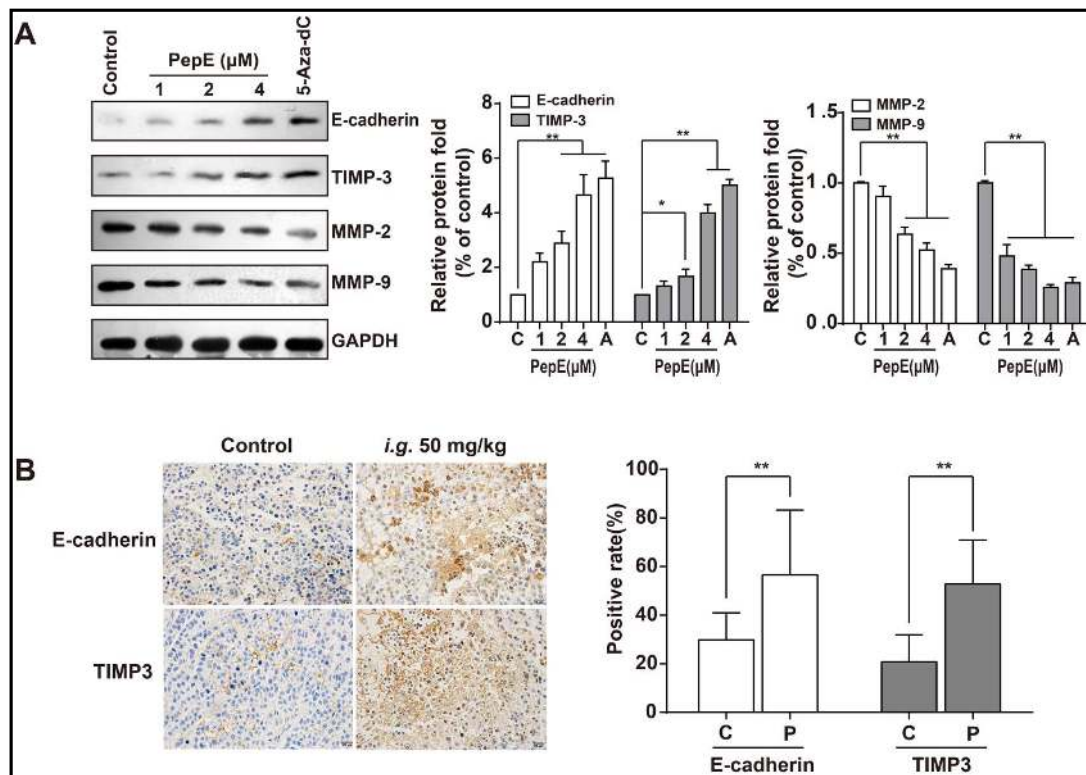 A
Control
PepE (µM)
1 2 4
5-Aza-dC
E-cadherin
TIMP-3
MMP-2
MMP-9
GAPDH
Relative protein fold
(% of control)
8
6
4
2
0
E-cadherin
TIMP-3
**
**
*
C 1 2 4 A C 1 2 4 A
PepE(µM) PepE(µM)
Relative protein fold
(% of control)
1.5
1.0
0.5
0.0
MMP-2
MMP-9
**
**
C 1 2 4 A C 1 2 4 A
PepE(µM) PepE(µM)
B
Control i.g. 50 mg/kg
E-cadherin
TIMP3
Positive rate(%)
100
80
60
40
20
0
** **
C P C P
E-cadherin TIMP3